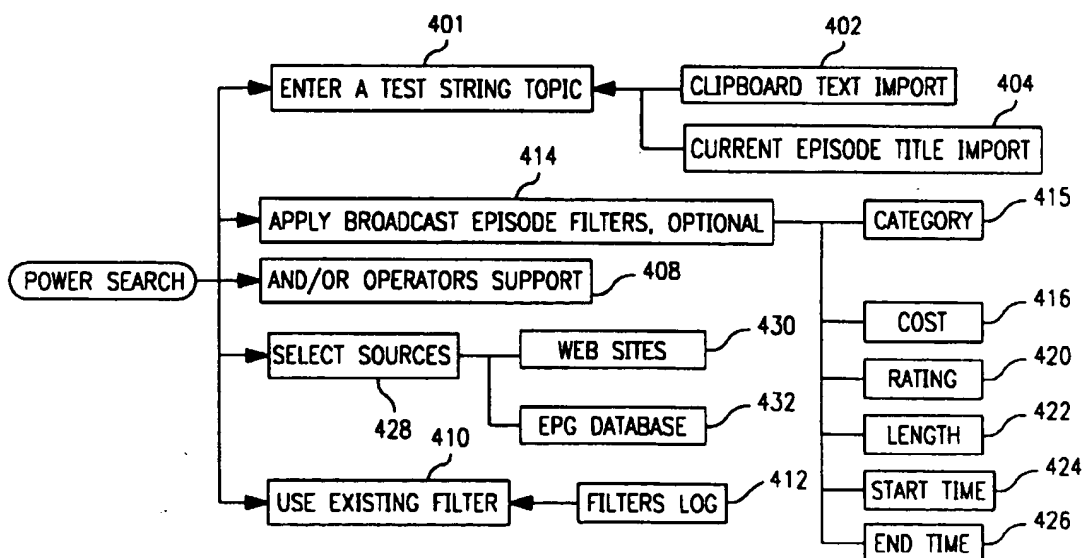 401
402
ENTER A TEST STRING TOPIC
CLIPBOARD TEXT IMPORT
404
CURRENT EPISODE TITLE IMPORT
414
APPLY BROADCAST EPISODE FILTERS, OPTIONAL
CATEGORY
415
POWER SEARCH
AND/OR OPERATORS SUPPORT
408
COST
416
SELECT SOURCES
428
WEB SITES
430
RATING
420
EPG DATABASE
432
LENGTH
422
410
USE EXISTING FILTER
FILTERS LOG
412
START TIME
424
END TIME
426